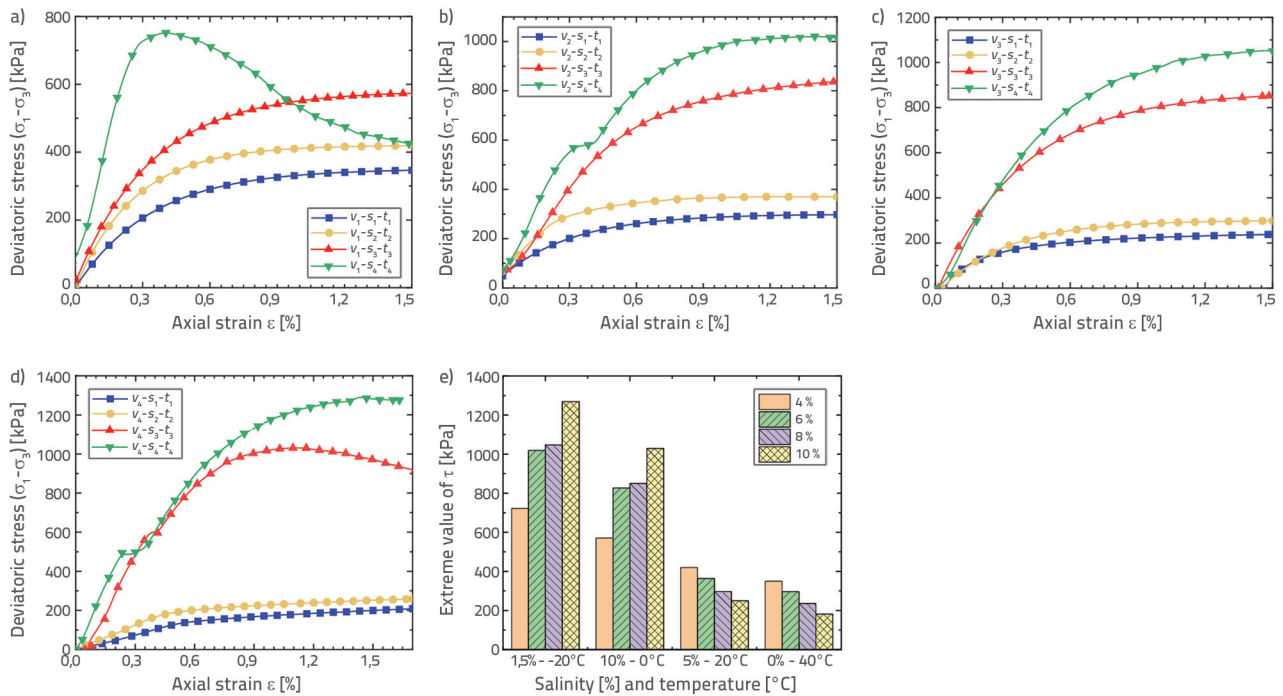 a)
Deviatoric stress (σ₁-σ₃) [kPa]
800
600
400
200
0
0,0 0,3 0,6 0,9 1,2 1,5
Axial strain ε [%]
v₁-s₁-t₁
v₁-s₂-t₂
v₁-s₃-t₃
v₁-s₄-t₄
b)
Deviatoric stress (σ₁-σ₃) [kPa]
1000
800
600
400
200
0
0,0 0,3 0,6 0,9 1,2 1,5
Axial strain ε [%]
v₂-s₁-t₁
v₂-s₂-t₂
v₂-s₃-t₃
v₂-s₄-t₄
c)
Deviatoric stress (σ₁-σ₃) [kPa]
1200
1000
800
600
400
200
0
0,0 0,3 0,6 0,9 1,2 1,5
Axial strain ε [%]
v₃-s₁-t₁
v₃-s₂-t₂
v₃-s₃-t₃
v₃-s₄-t₄
d)
Deviatoric stress (σ₁-σ₃) [kPa]
1400
1200
1000
800
600
400
200
0
0,0 0,3 0,6 0,9 1,2 1,5
Axial strain ε [%]
v₄-s₁-t₁
v₄-s₂-t₂
v₄-s₃-t₃
v₄-s₄-t₄
e)
Extreme value of τ [kPa]
1400
1200
1000
800
600
400
200
0
1,5% - -20°C 10% - 0°C 5% - 20°C 0% - 40°C
Salinity [%] and temperature [°C]
4 %
6 %
8 %
10 %